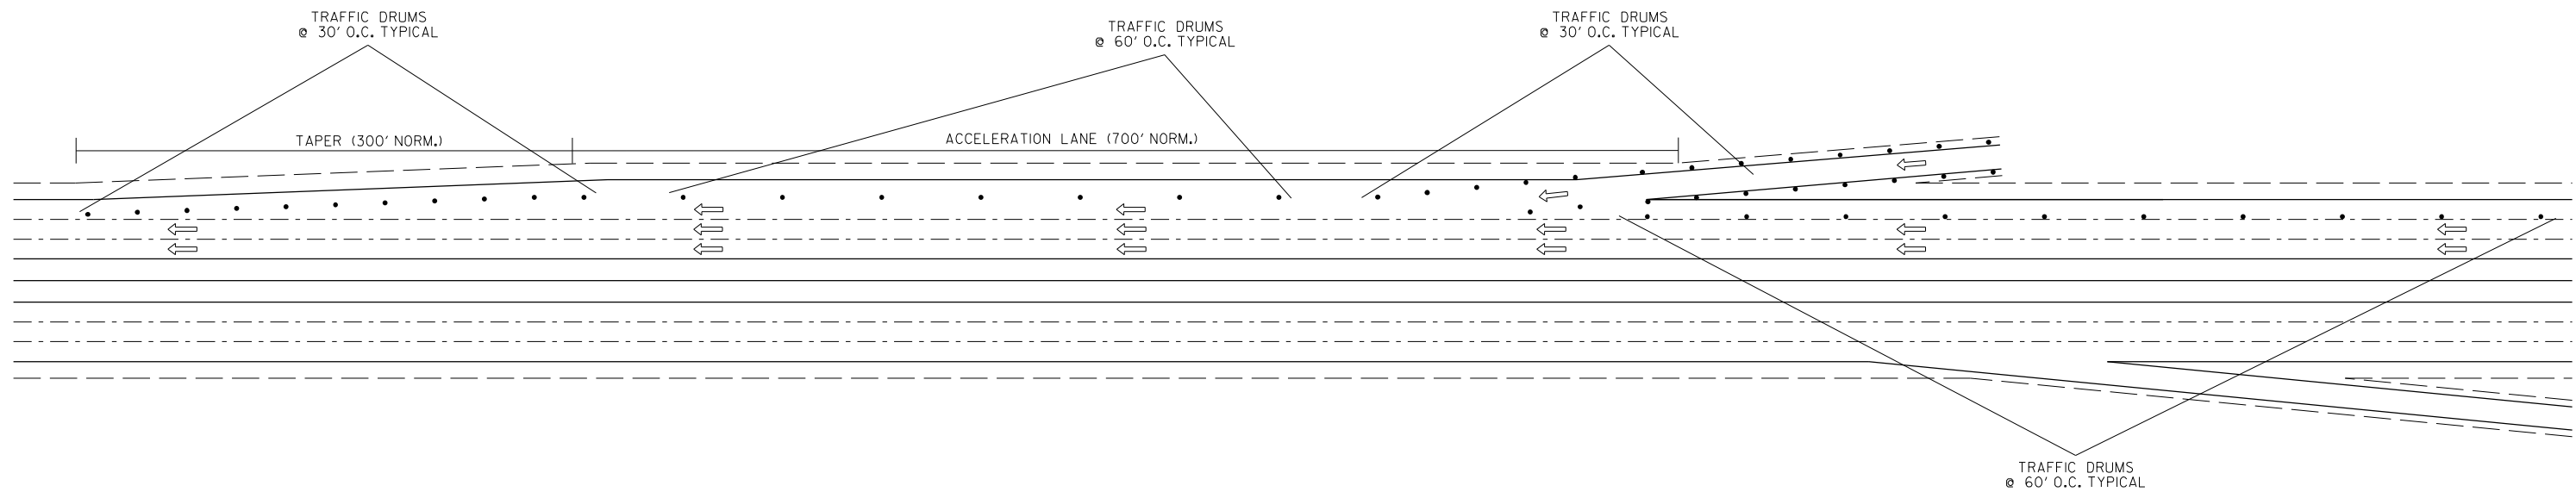 TRAFFIC DRUMS
@ 30' O.C. TYPICAL
TRAFFIC DRUMS
@ 60' O.C. TYPICAL
TRAFFIC DRUMS
@ 30' O.C. TYPICAL
TAPER (300' NORM.)
ACCELERATION LANE (700' NORM.)
TRAFFIC DRUMS
@ 60' O.C. TYPICAL